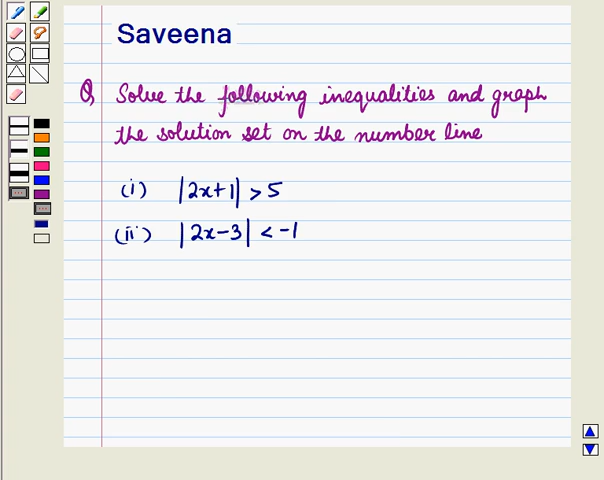 Saveena
Q, Solve the following inequalities and graph
the solution set on the number line
(i) |2x+1| > 5
(ii) |2x-3| < -1